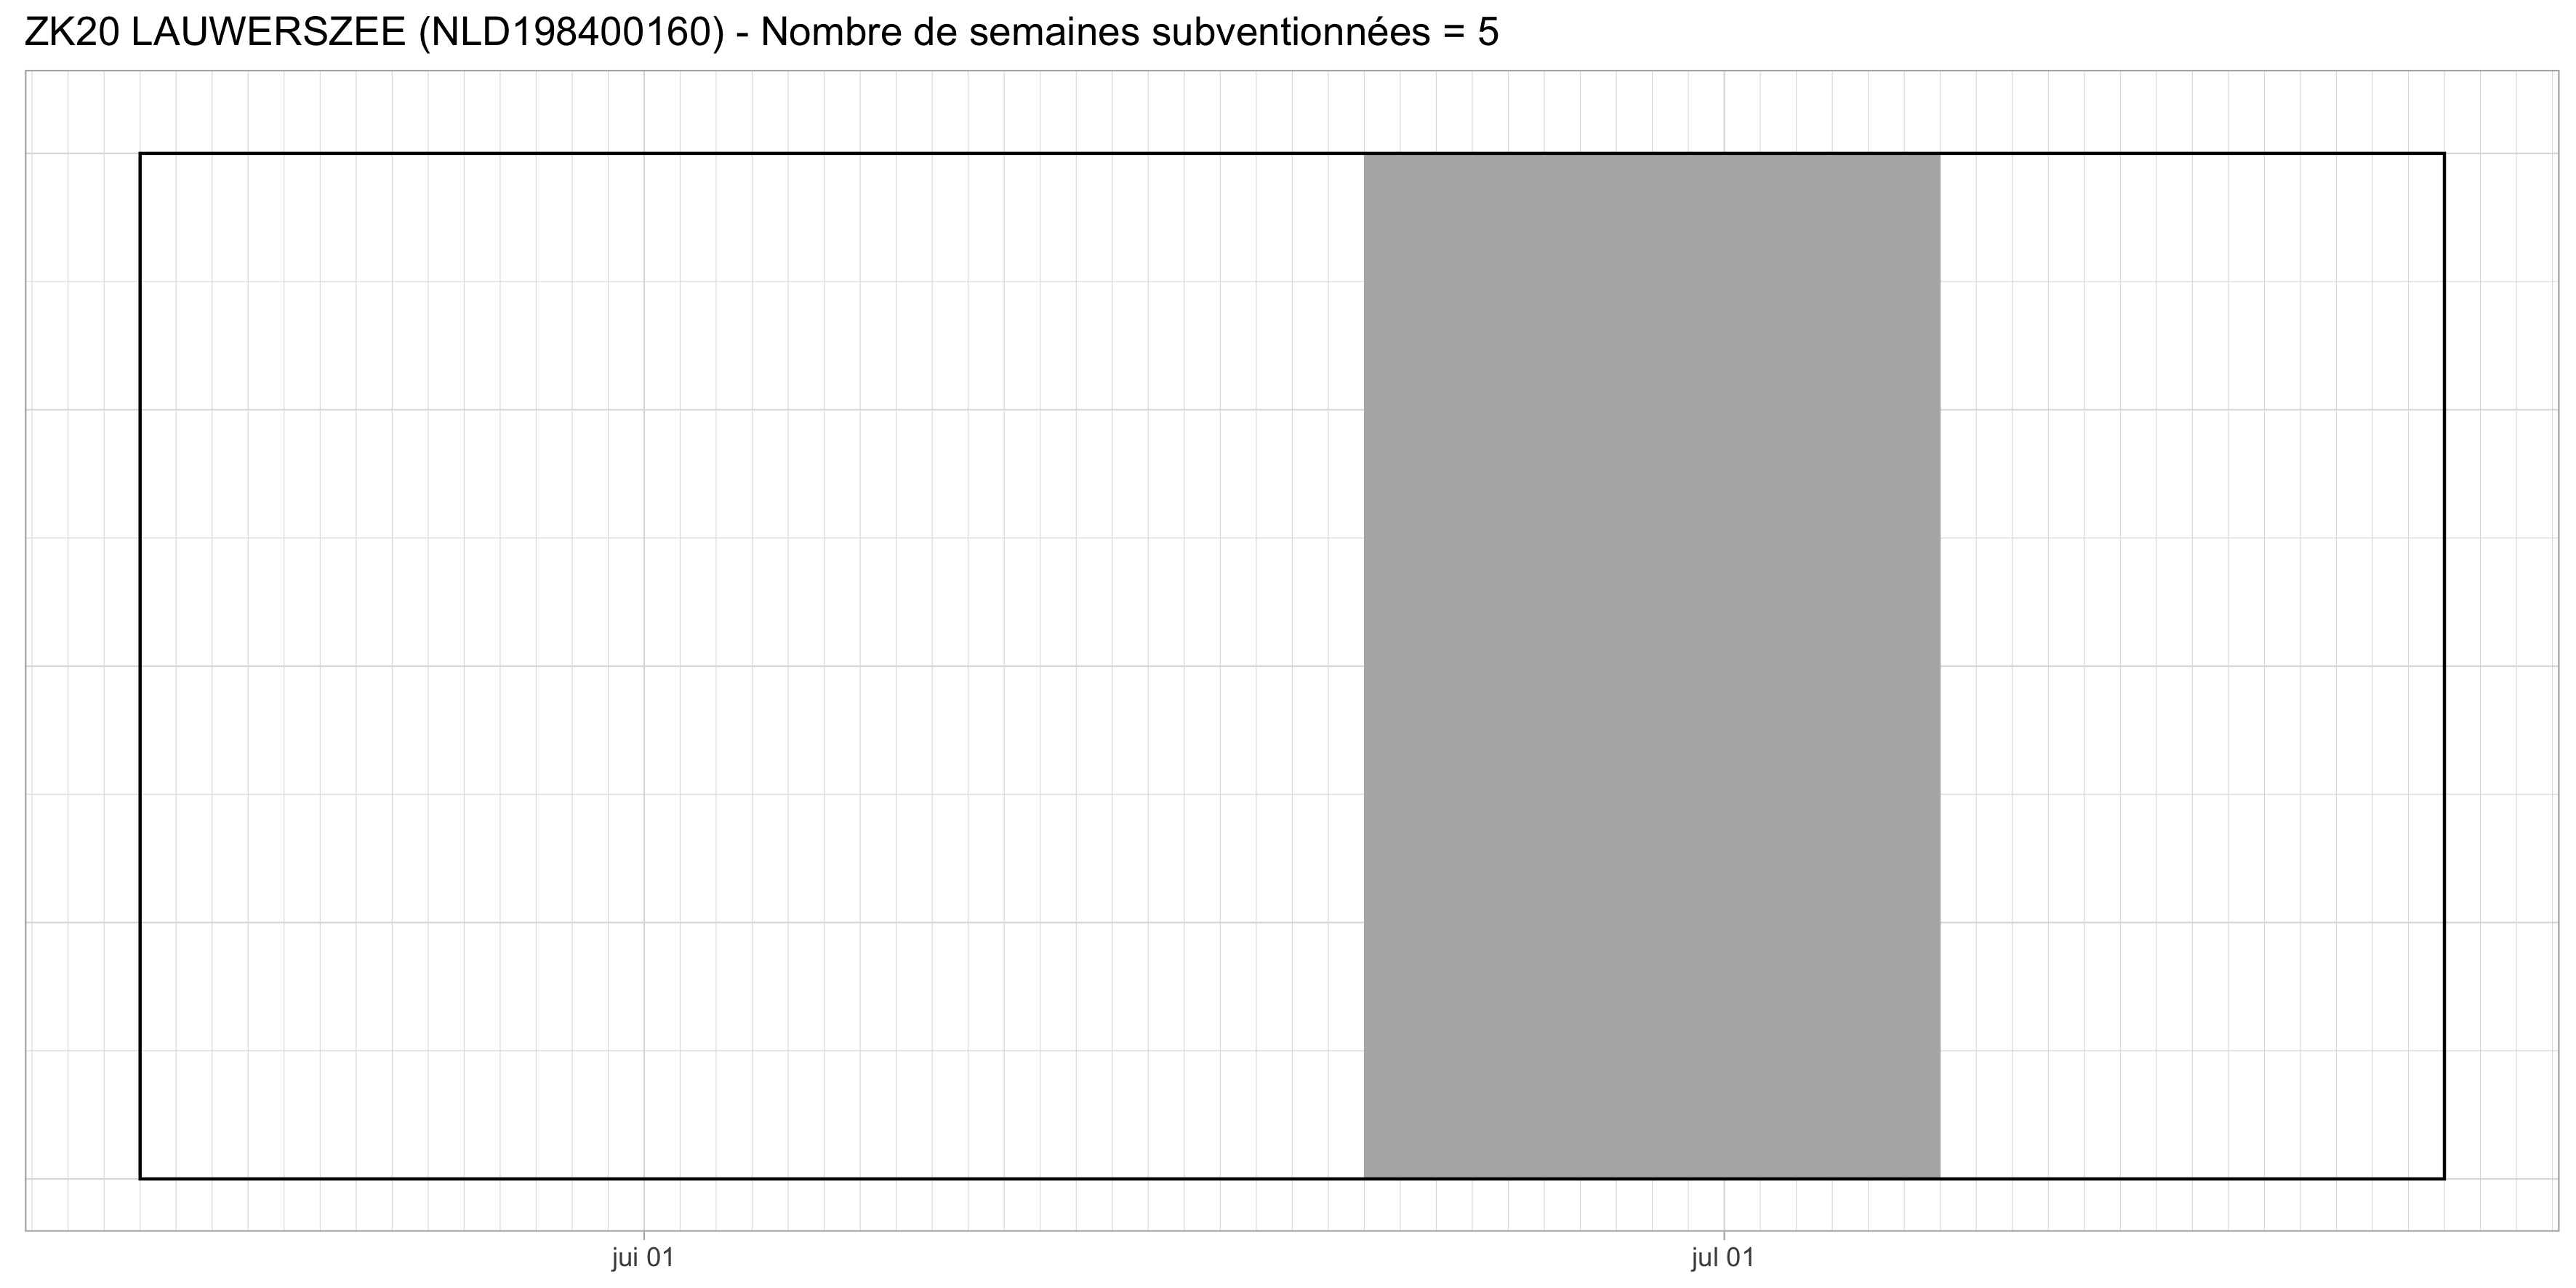 ZK20 LAUWERSZEE (NLD198400160) - Nombre de semaines subventionnées = 5
jui 01
jul 01